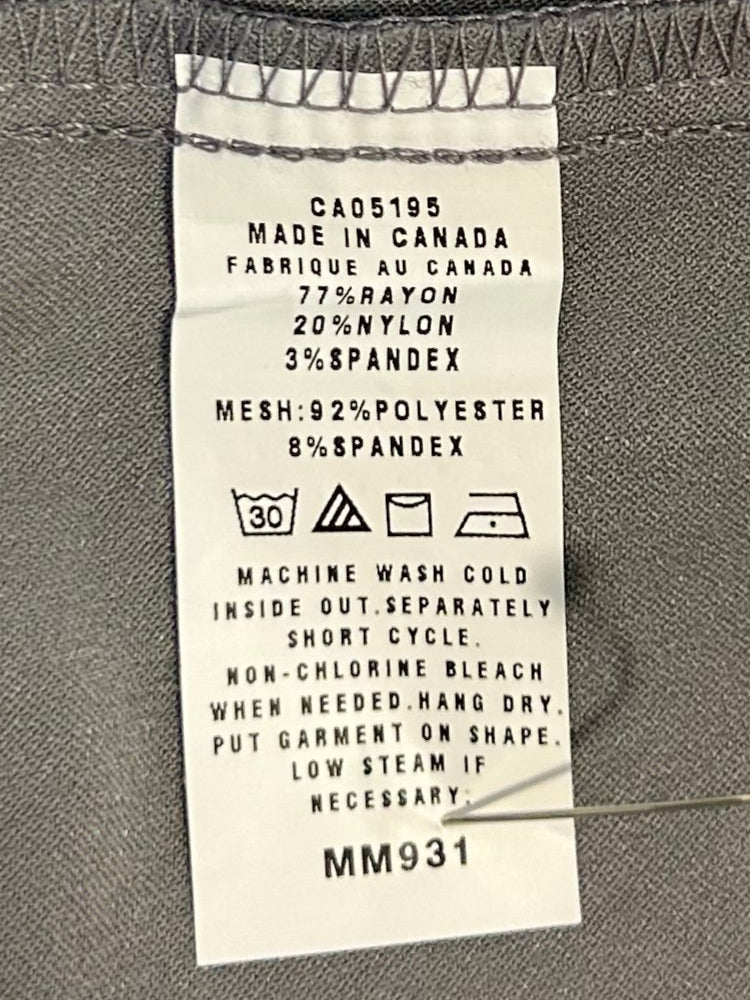 CA05195
MADE IN CANADA
FABRIQUE AU CANADA
77%RAYON
20%NYLON
3%SPANDEX
MESH:92%POLYESTER
8%SPANDEX
30
MACHINE WASH COLD
INSIDE OUT.SEPARATELY
SHORT CYCLE.
NON-CHLORINE BLEACH
WHEN NEEDED.HANG DRY.
PUT GARMENT ON SHAPE.
LOW STEAM IF
NECESSARY.
MM931